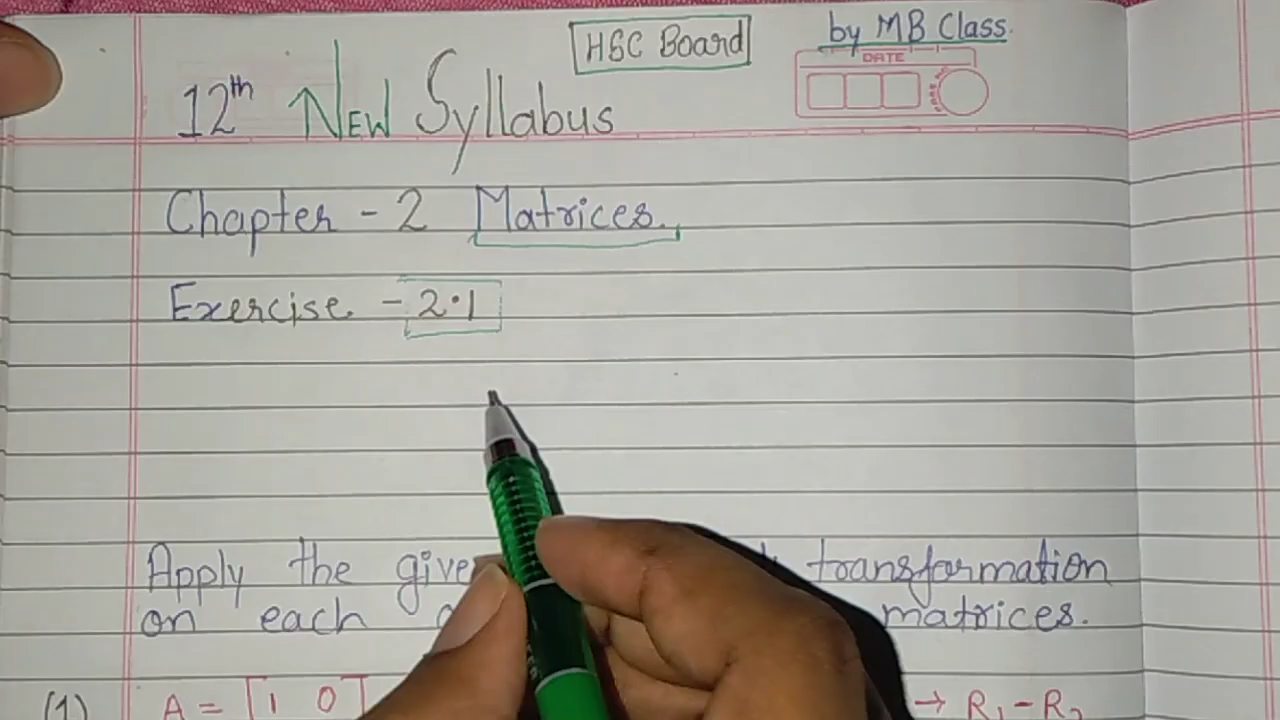 HSC Board
by MB Class.
DATE
12th New Syllabus
Chapter - 2 Matrices.
Exercise - 2.1
Apply the transformation
on each matrices.
(1) A = [1 0] → R1 - R2